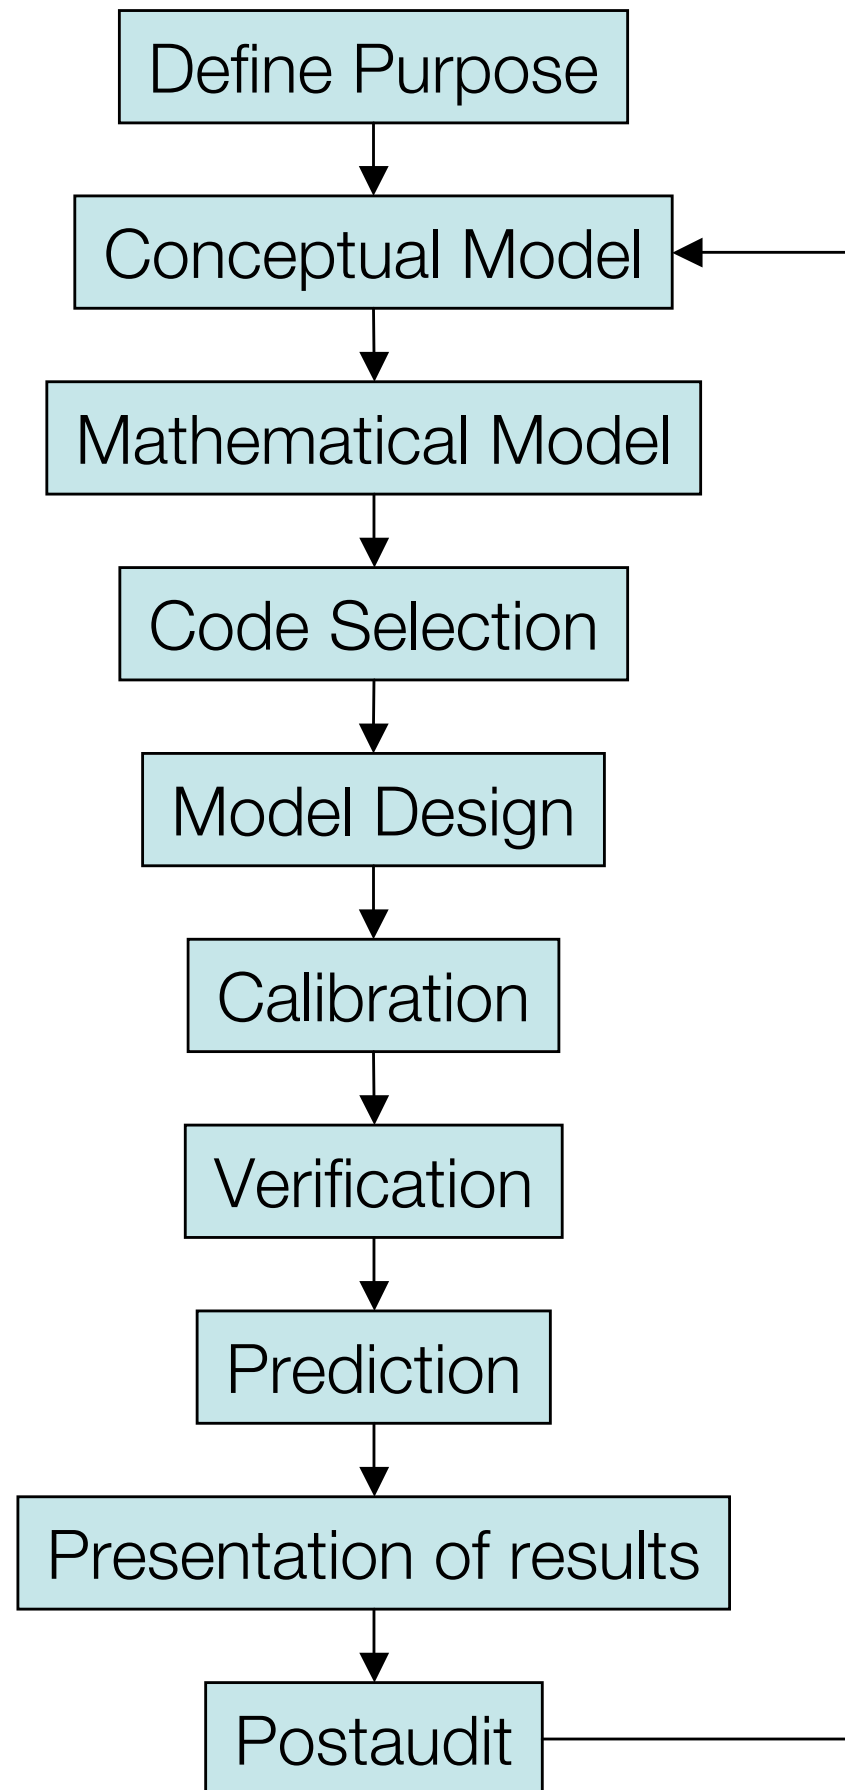 Define Purpose
Conceptual Model
Mathematical Model
Code Selection
Model Design
Calibration
Verification
Prediction
Presentation of results
Postaudit